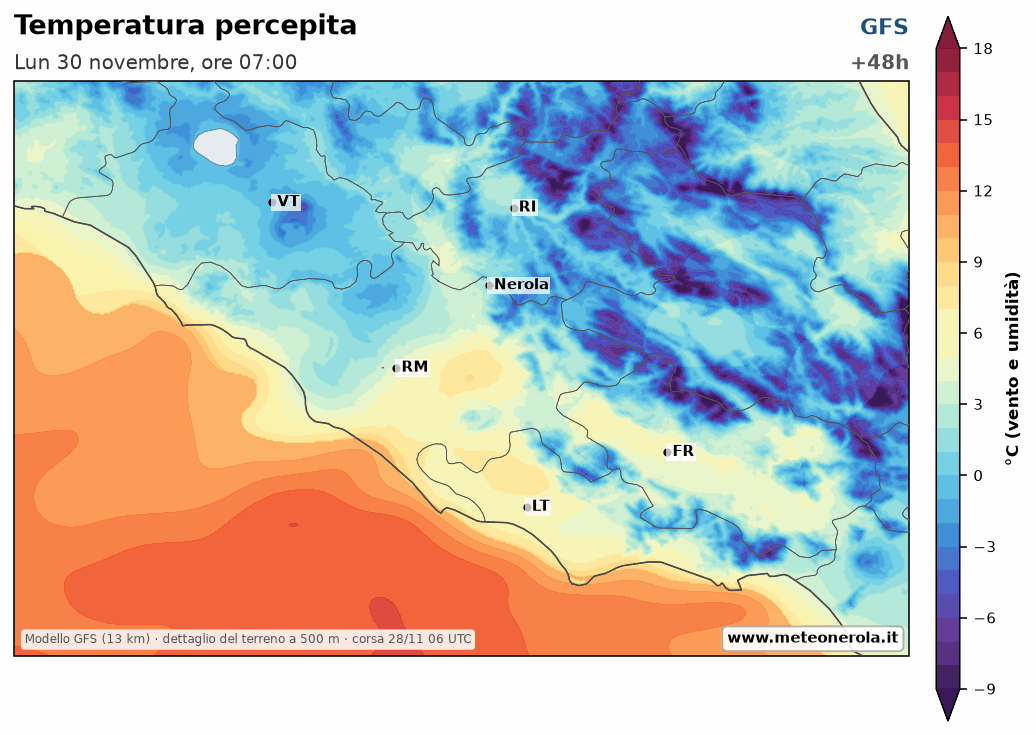 Temperatura percepita
GFS
Lun 30 novembre, ore 07:00
+48h
VT
RI
Nerola
RM
FR
LT
Modello GFS (13 km) · dettaglio del terreno a 500 m · corsa 28/11 06 UTC
www.meteonerola.it
18
15
12
9
6
3
0
−3
−6
−9
°C (vento e umidità)